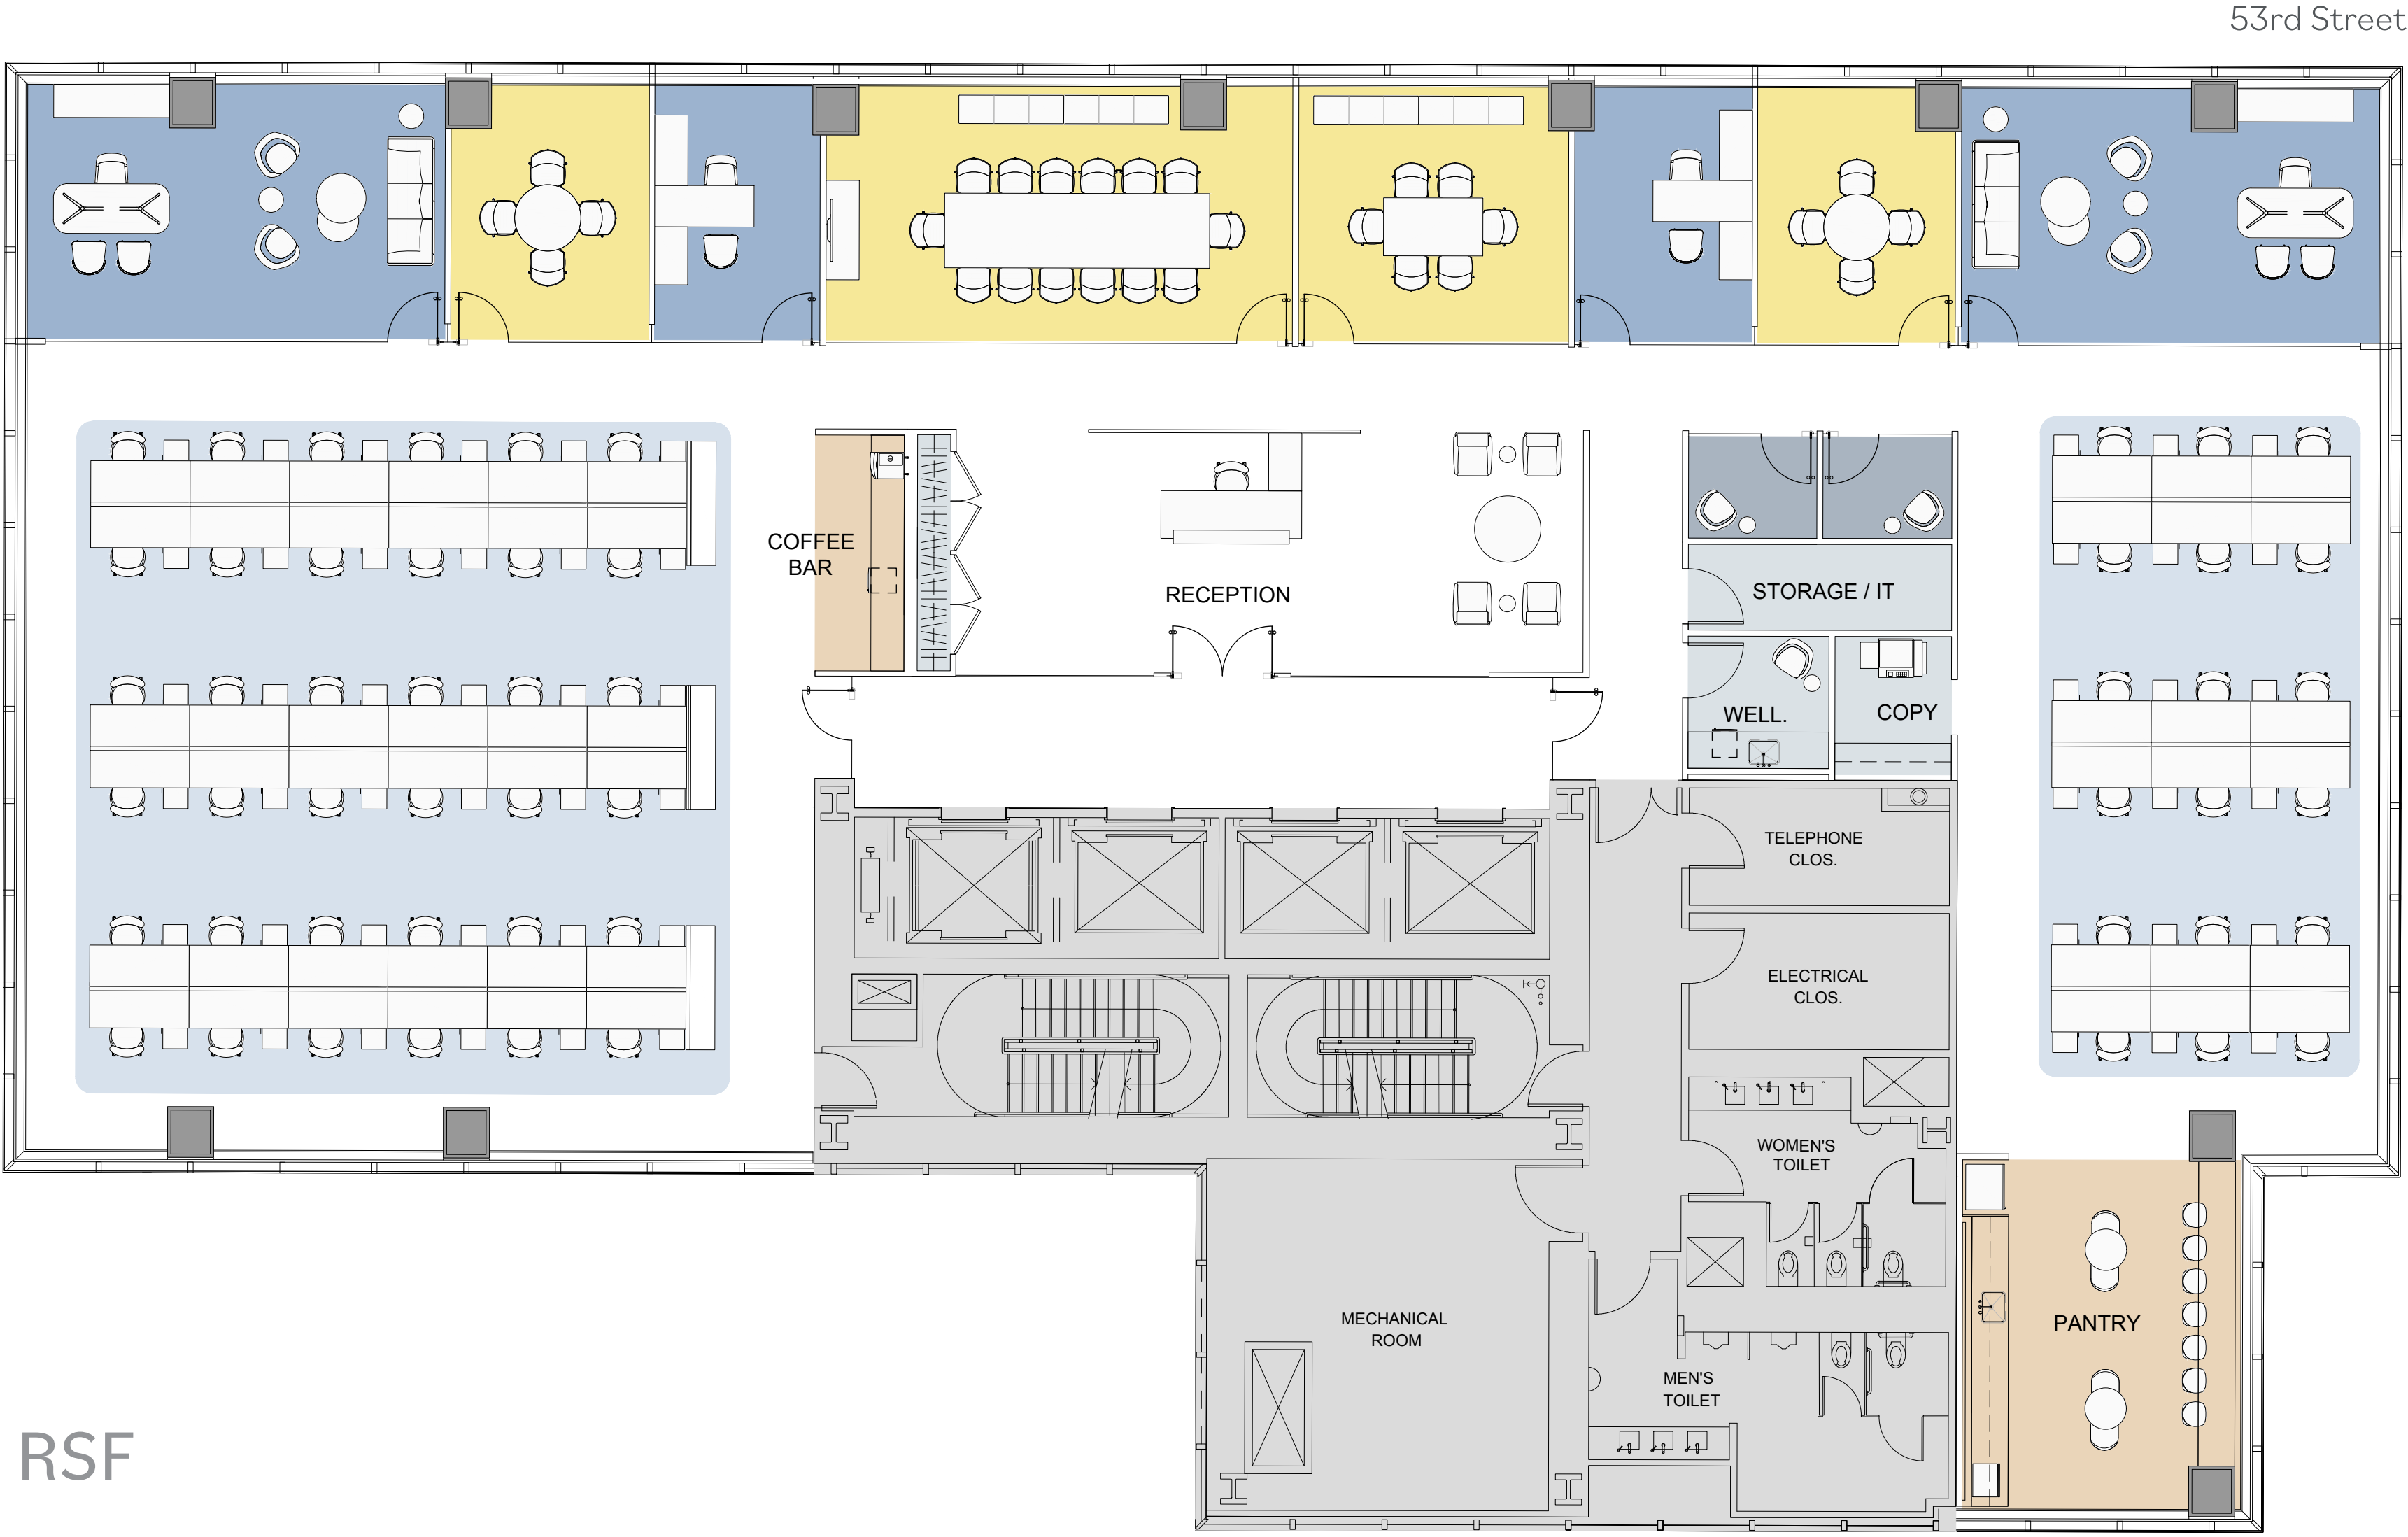 53rd Street
COFFEE
BAR
RECEPTION
STORAGE / IT
WELL.
COPY
TELEPHONE
CLOS.
ELECTRICAL
CLOS.
WOMEN'S
TOILET
MECHANICAL
ROOM
MEN'S
TOILET
PANTRY
RSF